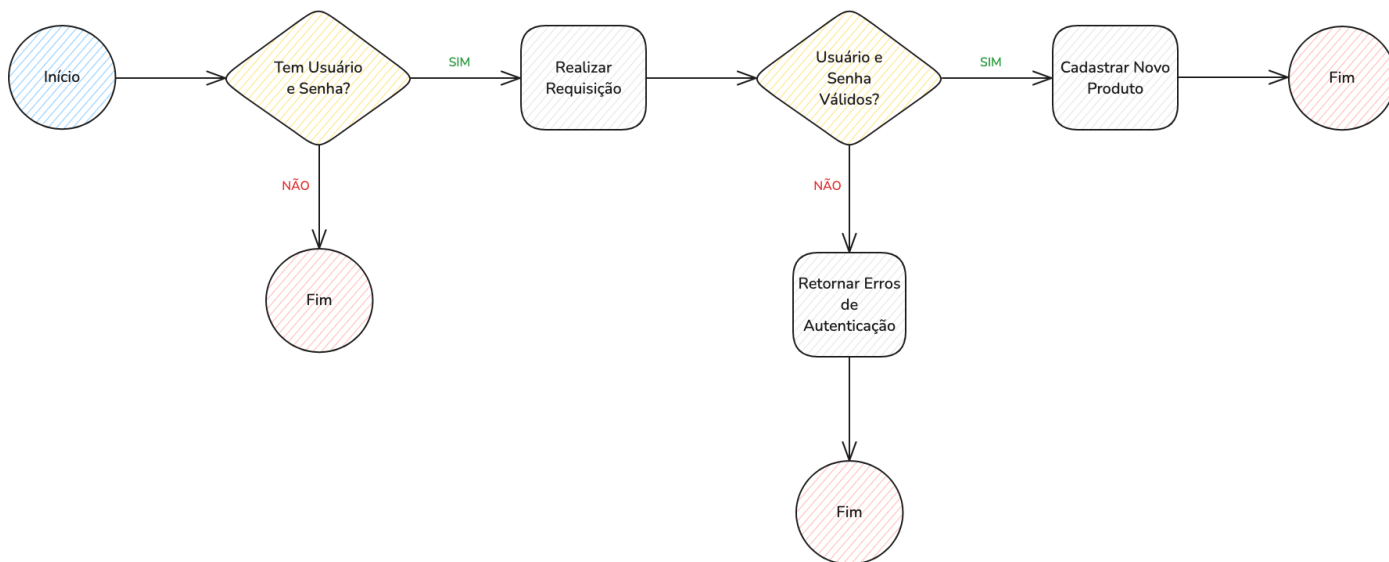 Início
Tem Usuário
e Senha?
SIM
Realizar
Requisição
Usuário e
Senha
Válidos?
SIM
Cadastrar Novo
Produto
Fim
NÃO
Fim
NÃO
Retornar Erros
de
Autenticação
Fim